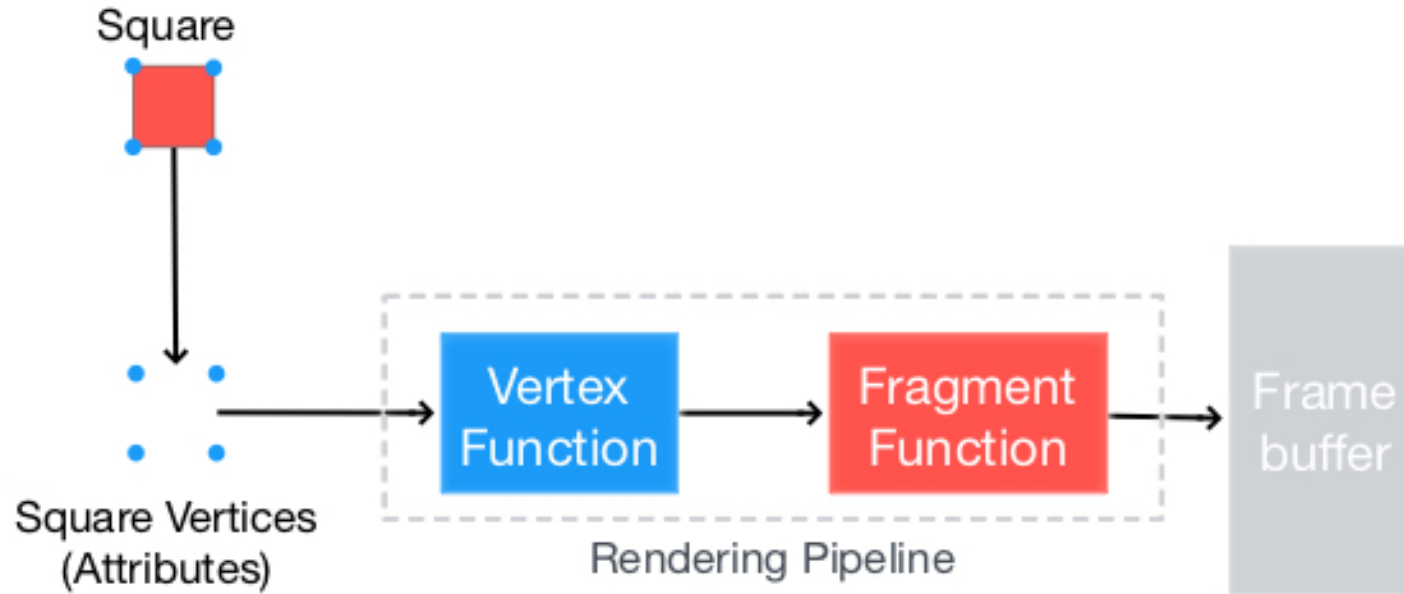 Square
Square Vertices
(Attributes)
Vertex
Function
Fragment
Function
Rendering Pipeline
Frame
buffer